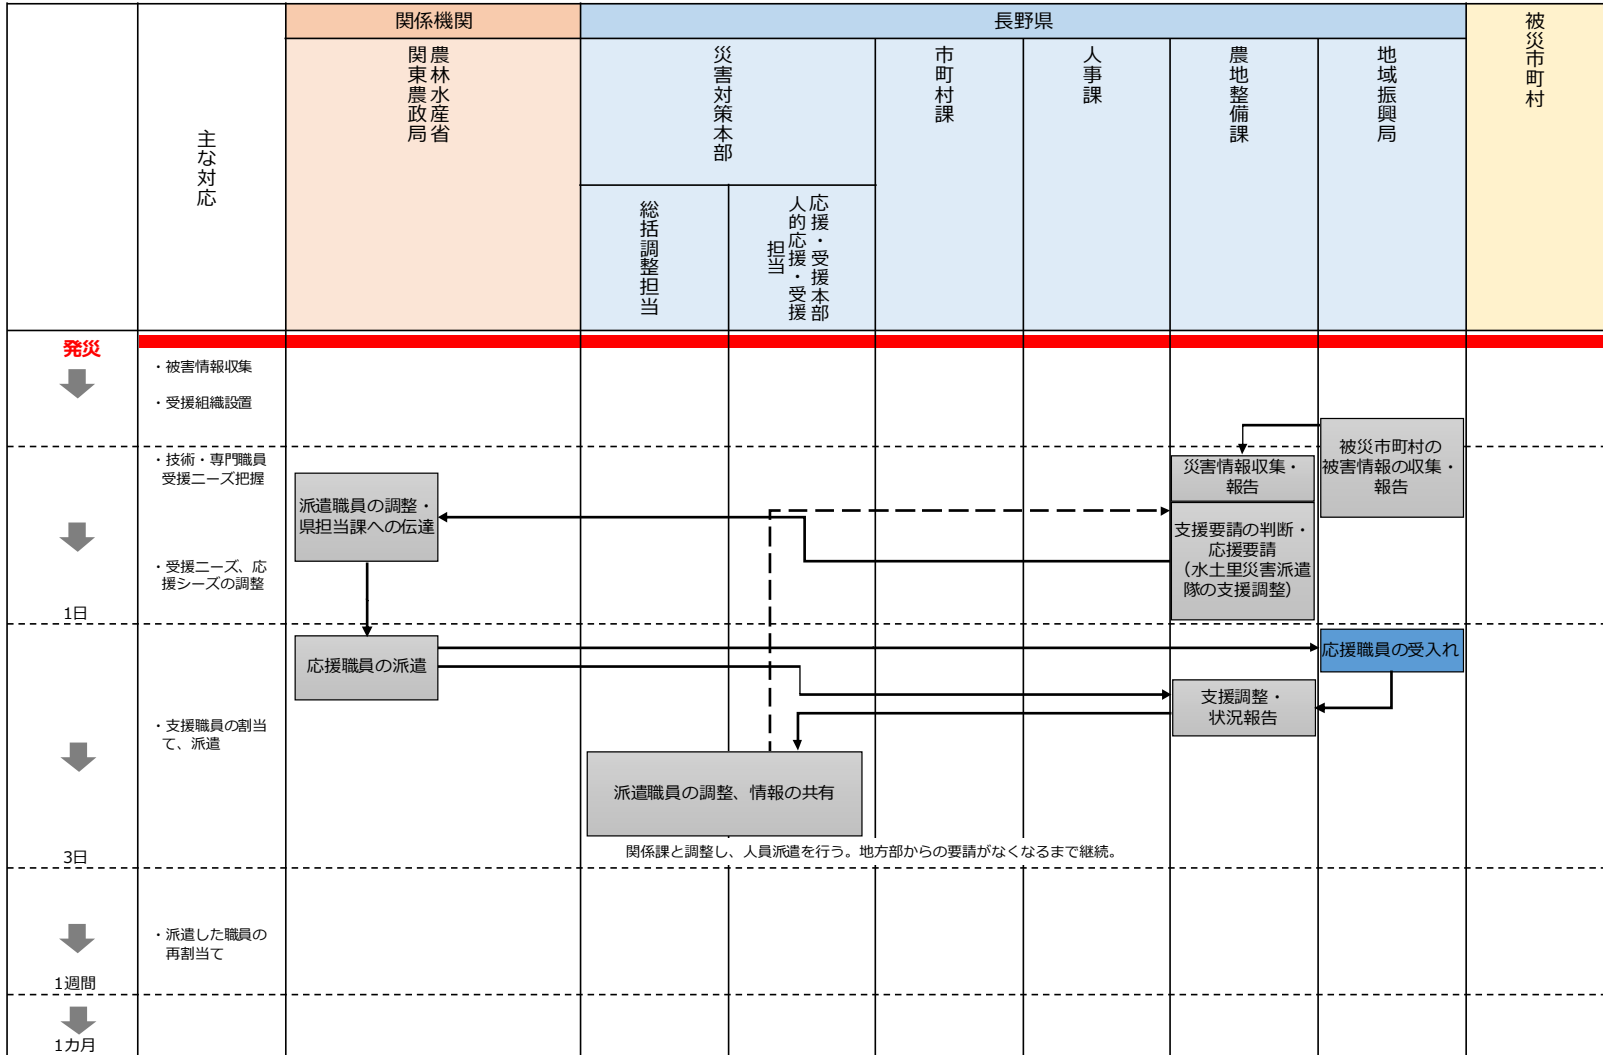 主な対応
関係機関
農林水産省
関東農政局
長野県
災害対策本部
総括調整担当
応援・受援本部
人的応援・受援
担当
市町村課
人事課
農地整備課
地域振興局
被災市町村
発災
・被害情報収集
・受援組織設置
被災市町村の
被害情報の収集・
報告
・技術・専門職員
受援ニーズ把握
災害情報収集・
報告
派遣職員の調整・
県担当課への伝達
支援要請の判断・
応援要請
（水土里災害派遣
隊の支援調整）
・受援ニーズ、応
援シーズの調整
1日
応援職員の派遣
応援職員の受入れ
支援調整・
状況報告
・支援職員の割当
て、派遣
派遣職員の調整、情報の共有
関係課と調整し、人員派遣を行う。地方部からの要請がなくなるまで継続。
3日
・派遣した職員の
再割当て
1週間
1カ月